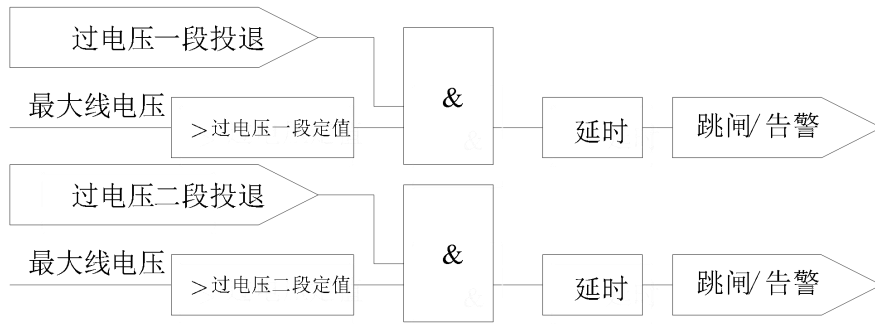 过电压一段投退
最大线电压
>过电压一段定值
&
延时
跳闸/告警
过电压二段投退
最大线电压
>过电压二段定值
&
延时
跳闸/告警